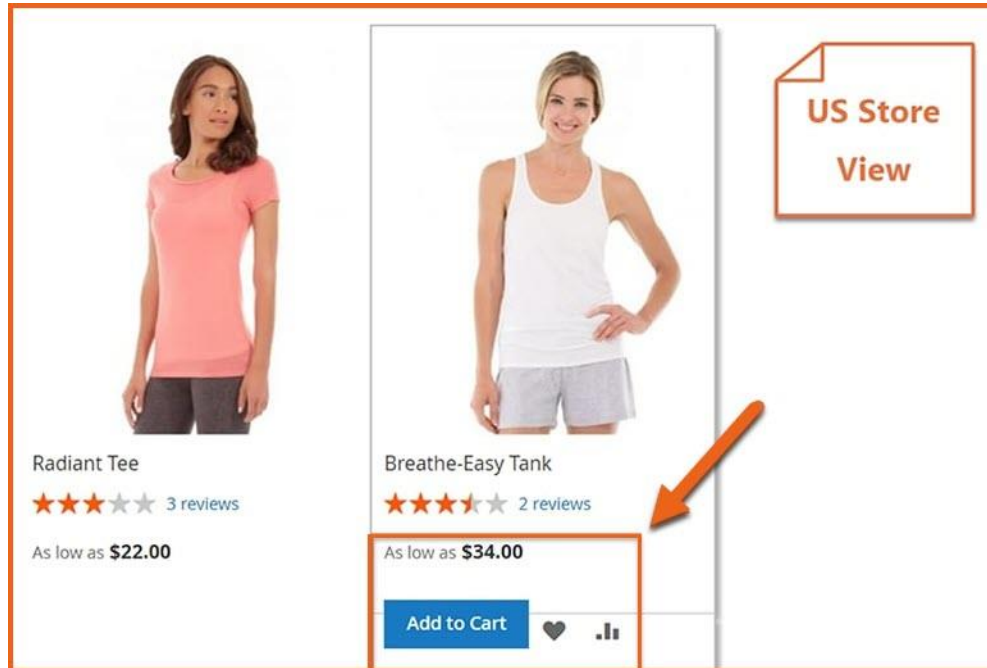 US Store
View
Radiant Tee
3 reviews
As low as $22.00
Breathe-Easy Tank
2 reviews
As low as $34.00
Add to Cart